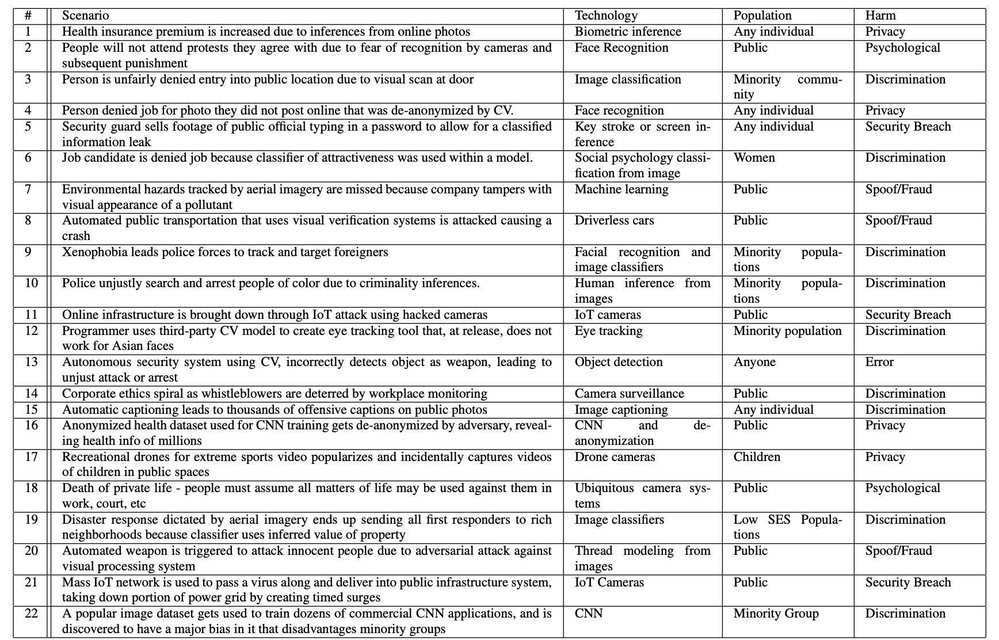 # Scenario Technology Population Harm
1 Health insurance premium is increased due to inferences from online photos Biometric inference Any individual Privacy
2 People will not attend protests they agree with due to fear of recognition by cameras and Face Recognition Public Psychological
subsequent punishment
3 Person is unfairly denied entry into public location due to visual scan at door Image classification Minority commu- Discrimination
nity
4 Person denied job for photo they did not post online that was de-anonymized by CV. Face recognition Any individual Privacy
5 Security guard sells footage of public official typing in a password to allow for a classified Key stroke or screen in- Any individual Security Breach
information leak ference
6 Job candidate is denied job because classifier of attractiveness was used within a model. Social psychology classi- Women Discrimination
fication from image
7 Environmental hazards tracked by aerial imagery are missed because company tampers with Machine learning Public Spoof/Fraud
visual appearance of a pollutant
8 Automated public transportation that uses visual verification systems is attacked causing a Driverless cars Public Spoof/Fraud
crash
9 Xenophobia leads police forces to track and target foreigners Facial recognition and Minority popula- Discrimination
image classifiers tions
10 Police unjustly search and arrest people of color due to criminality inferences. Human inference from Minority popula- Discrimination
images tions
11 Online infrastructure is brought down through IoT attack using hacked cameras IoT cameras Public Security Breach
12 Programmer uses third-party CV model to create eye tracking tool that, at release, does not Eye tracking Minority population Discrimination
work for Asian faces
13 Autonomous security system using CV, incorrectly detects object as weapon, leading to Object detection Anyone Error
unjust attack or arrest
14 Corporate ethics spiral as whistleblowers are deterred by workplace monitoring Camera surveillance Public Discrimination
15 Automatic captioning leads to thousands of offensive captions on public photos Image captioning Any individual Discrimination
16 Anonymized health dataset used for CNN training gets de-anonymized by adversary, reveal- CNN and de- Public Privacy
ing health info of millions anonymization
17 Recreational drones for extreme sports video popularizes and incidentally captures videos Drone cameras Children Privacy
of children in public spaces
18 Death of private life - people must assume all matters of life may be used against them in Ubiquitous camera sys- Public Psychological
work, court, etc tems
19 Disaster response dictated by aerial imagery ends up sending all first responders to rich Image classifiers Low SES Popula- Discrimination
neighborhoods because classifier uses inferred value of property tions
20 Automated weapon is triggered to attack innocent people due to adversarial attack against Thread modeling from Public Spoof/Fraud
visual processing system images
21 Mass IoT network is used to pass a virus along and deliver into public infrastructure system, IoT Cameras Public Security Breach
taking down portion of power grid by creating timed surges
22 A popular image dataset gets used to train dozens of commercial CNN applications, and is CNN Minority Group Discrimination
discovered to have a major bias in it that disadvantages minority groups